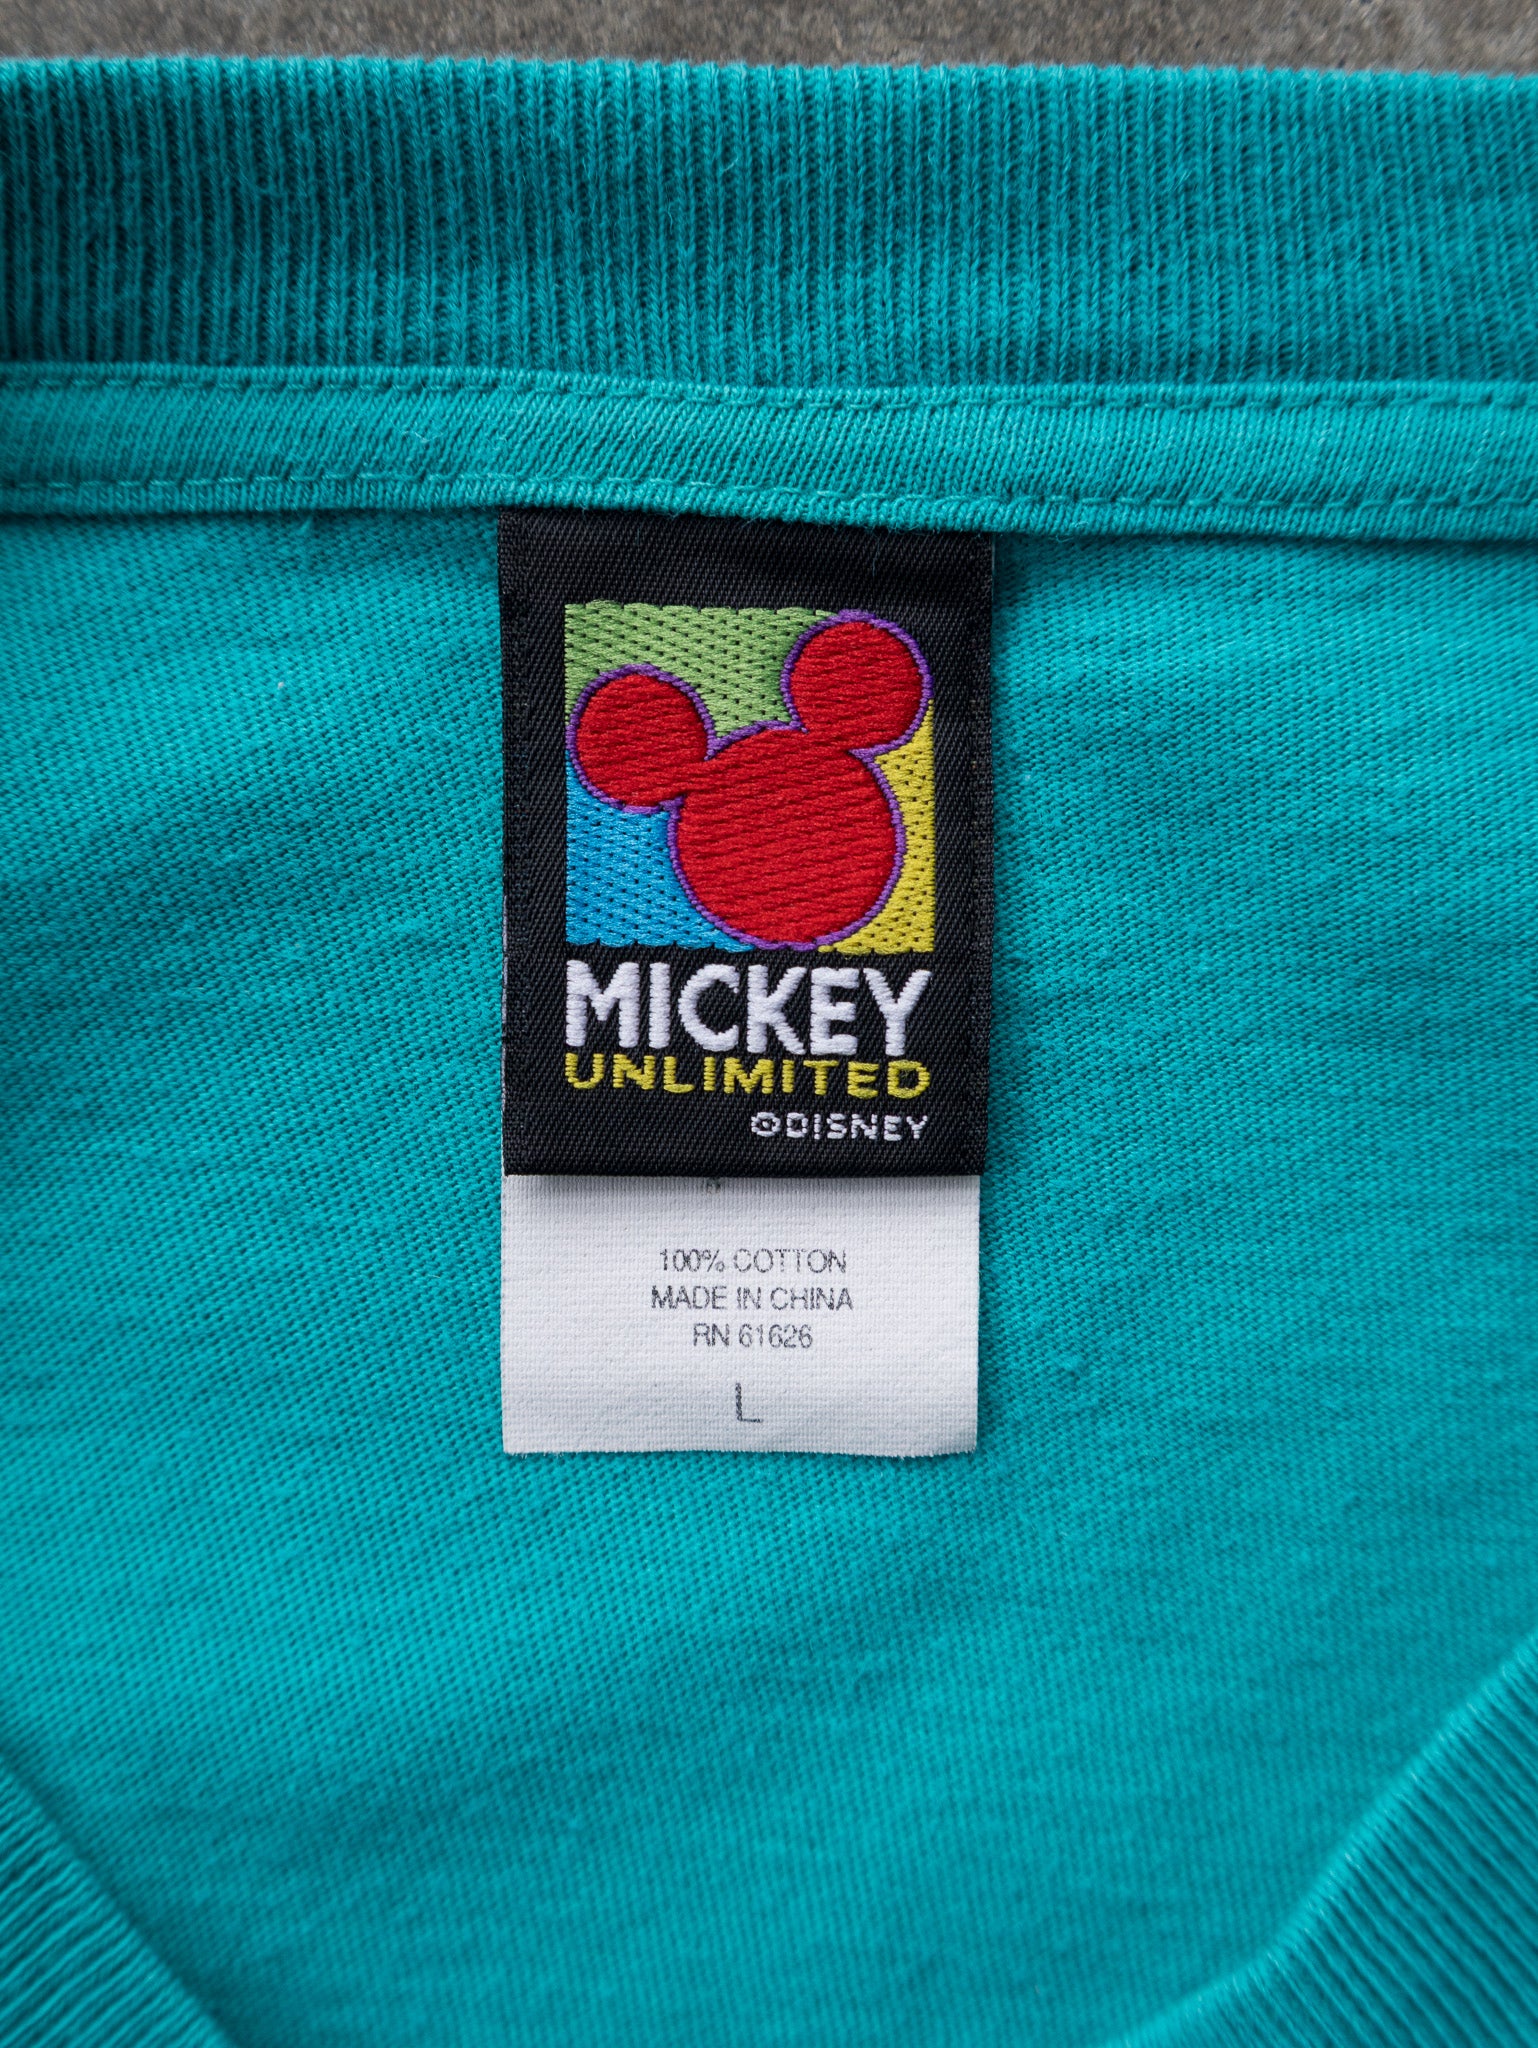 MICKEY
UNLIMITED
©DISNEY
100% COTTON
MADE IN CHINA
RN 61626
L